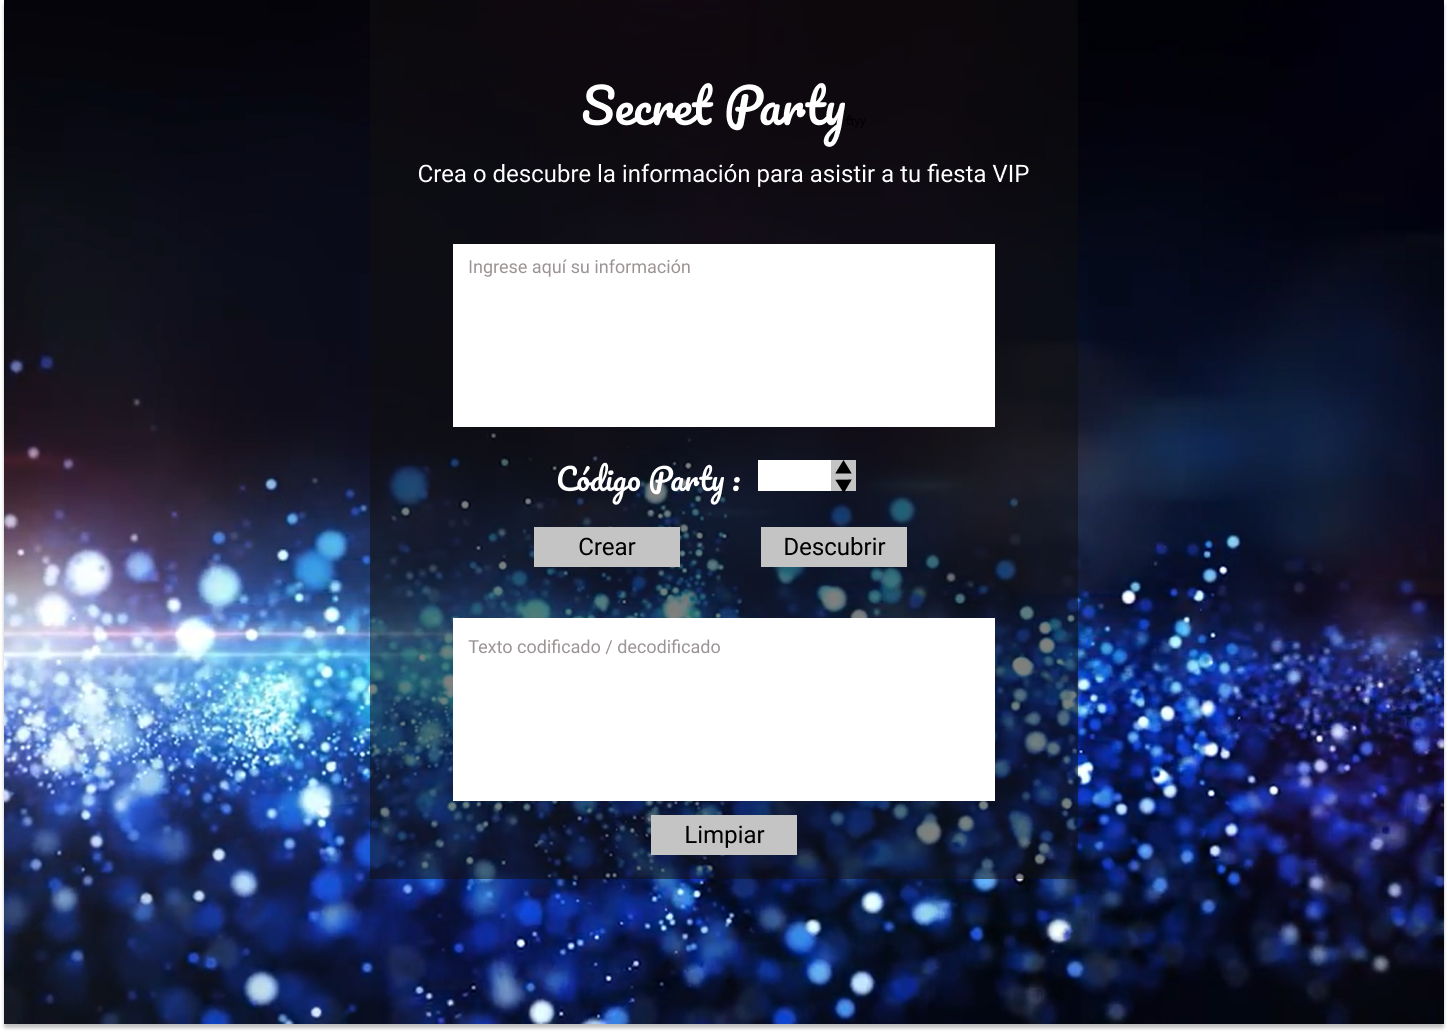 Secret Party
Crea o descubre la información para asistir a tu fiesta VIP
Ingrese aquí su información
Código Party :
Crear
Descubrir
Texto codificado / decodificado
Limpiar